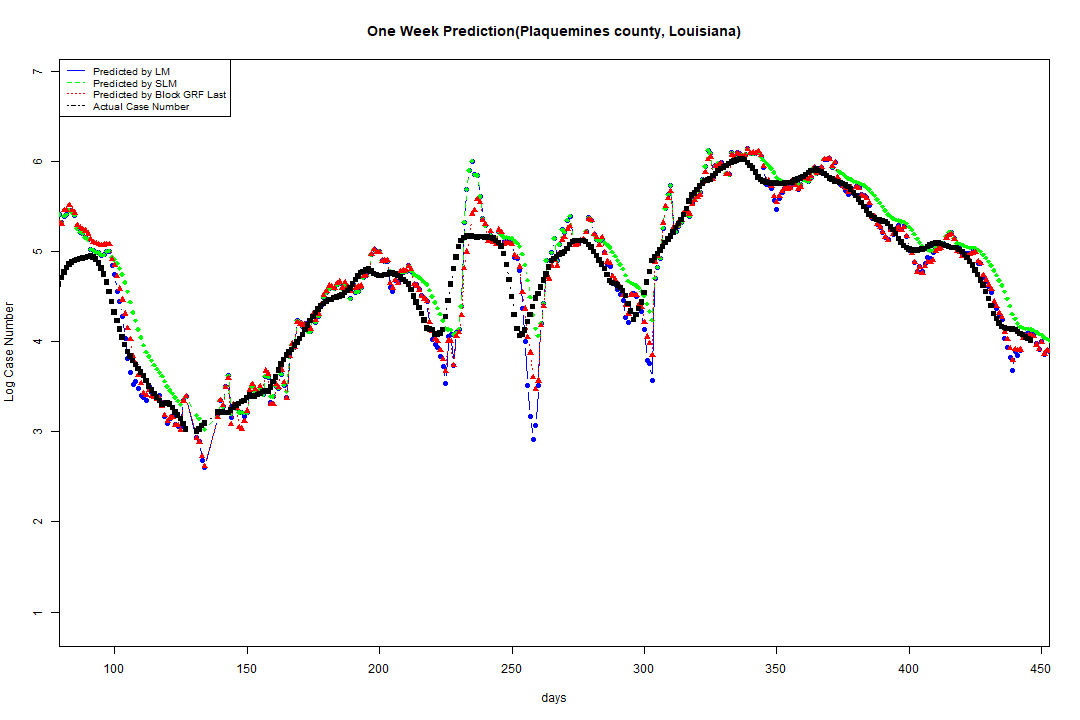 One Week Prediction(Plaquemines county, Louisiana)
Predicted by LM
Predicted by SLM
Predicted by Block GRF Last
Actual Case Number
7
6
5
4
3
2
1
Log Case Number
100 150 200 250 300 350 400 450
days